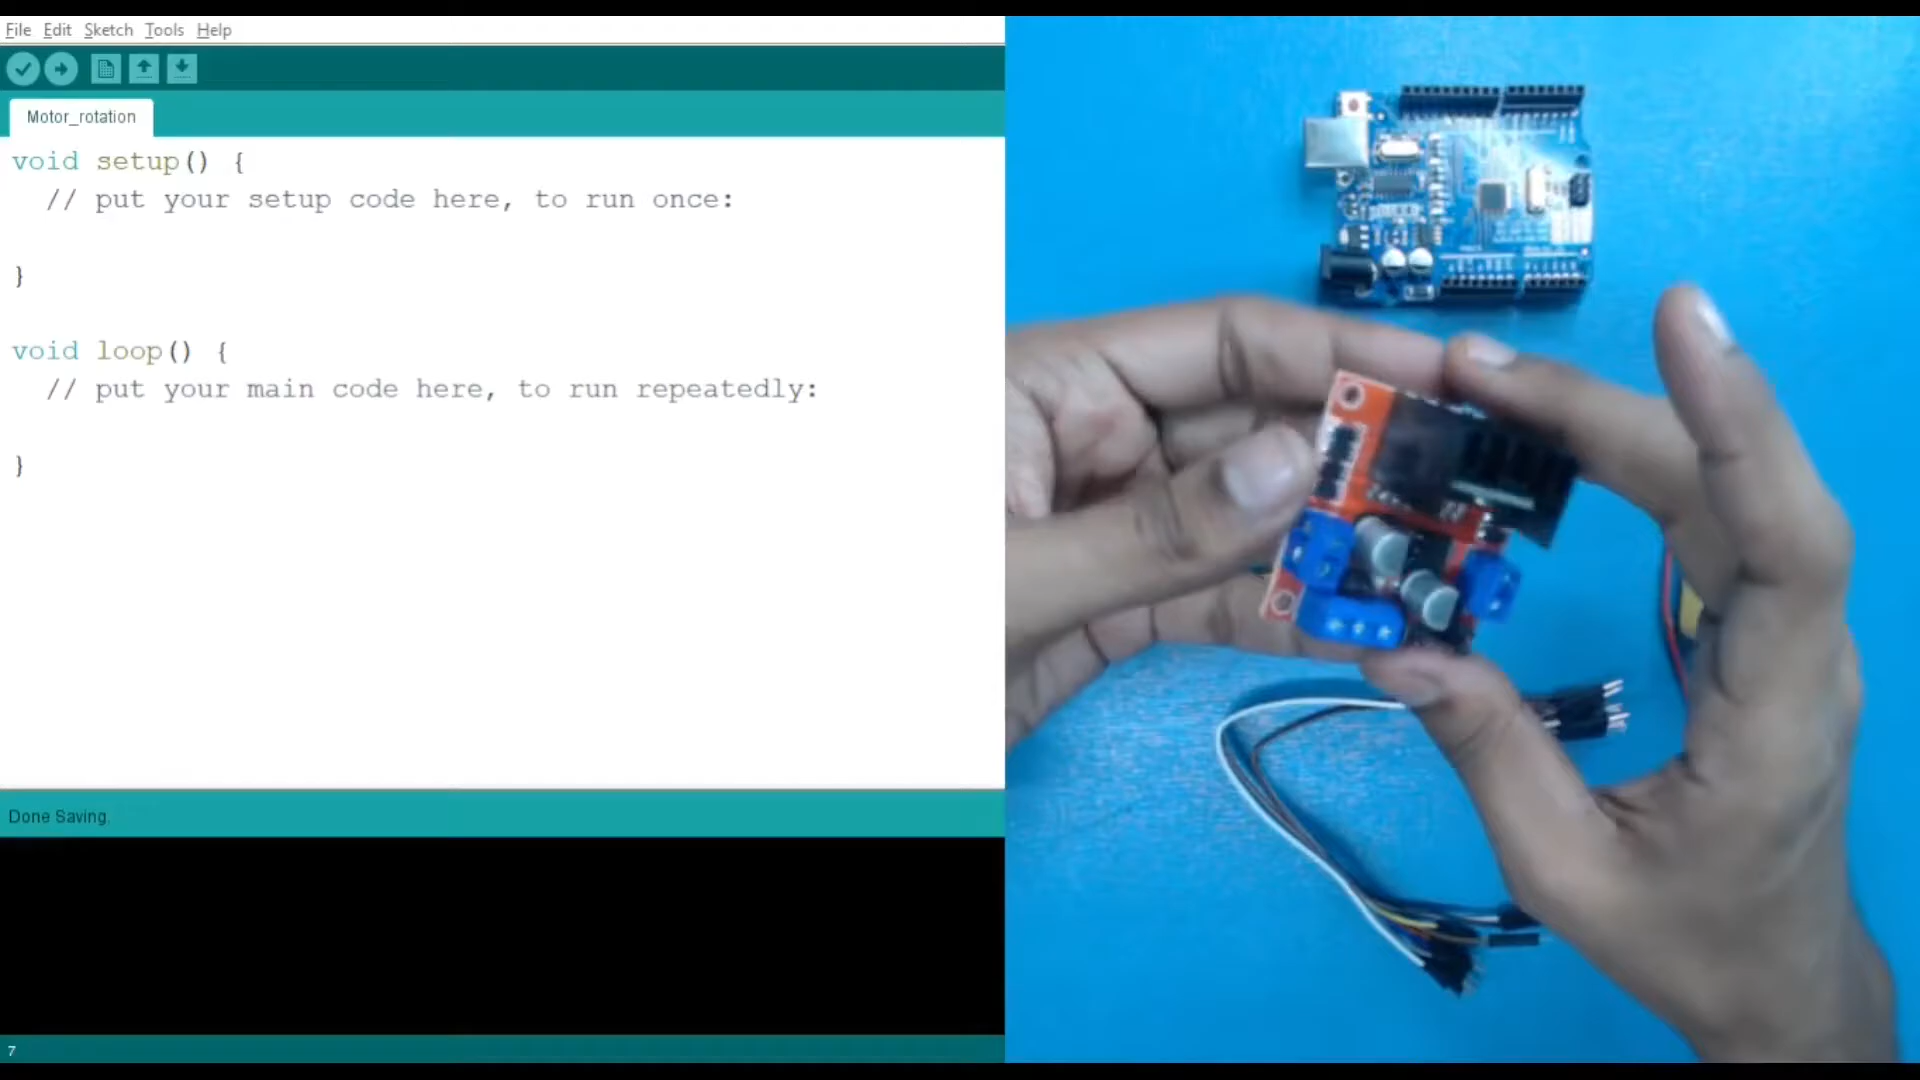 File Edit Sketch Tools Help
Motor_rotation
void setup() {
// put your setup code here, to run once:
}
void loop() {
// put your main code here, to run repeatedly:
}
Done Saving.
7